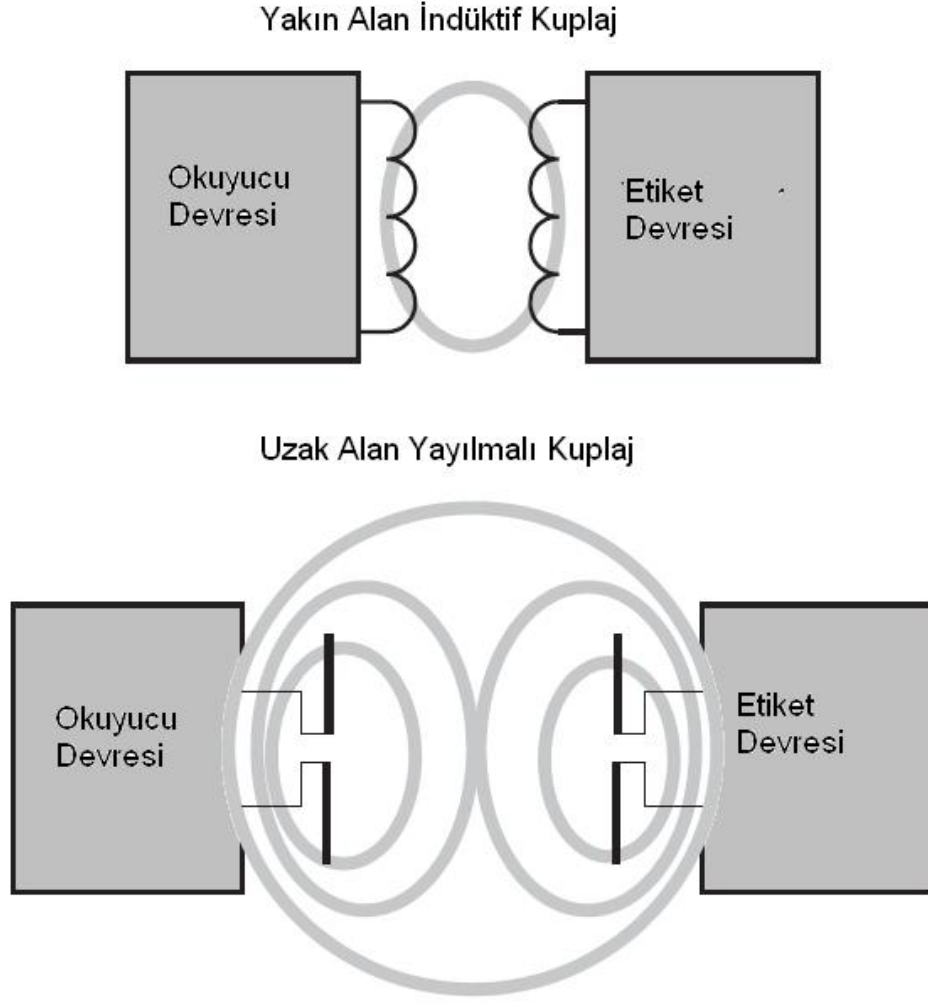 Yakın Alan İndüktif Kuplaj
Okuyucu
Devresi
Etiket
Devresi
Uzak Alan Yayılmalı Kuplaj
Okuyucu
Devresi
Etiket
Devresi